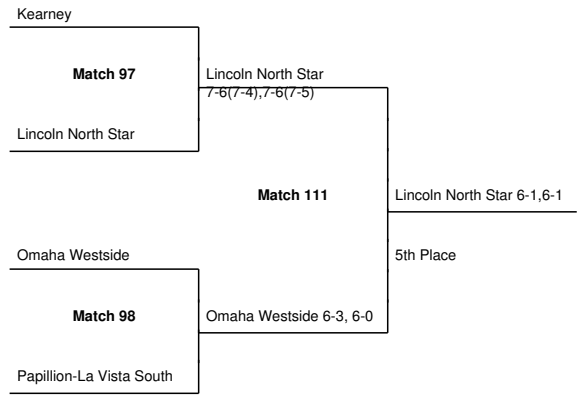 Kearney
Match 97
Lincoln North Star
7-6(7-4),7-6(7-5)
Lincoln North Star
Match 111
Lincoln North Star 6-1,6-1
Omaha Westside
5th Place
Match 98
Omaha Westside 6-3, 6-0
Papillion-La Vista South